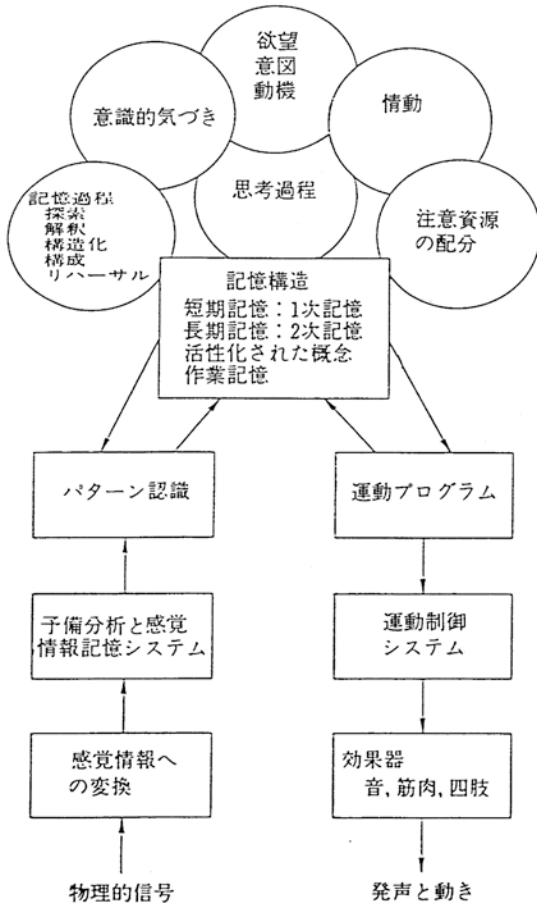 欲望
意図
動機
意識的気づき
情動
記憶過程
探索
解釈
構造化
構成
リハーサル
思考過程
注意資源
の配分
記憶構造
短期記憶：1次記憶
長期記憶：2次記憶
活性化された概念
作業記憶
パターン認識
運動プログラム
予備分析と感覚
情報記憶システム
運動制御
システム
感覚情報へ
の変換
効果器
音，筋肉，四肢
物理的信号
発声と動き